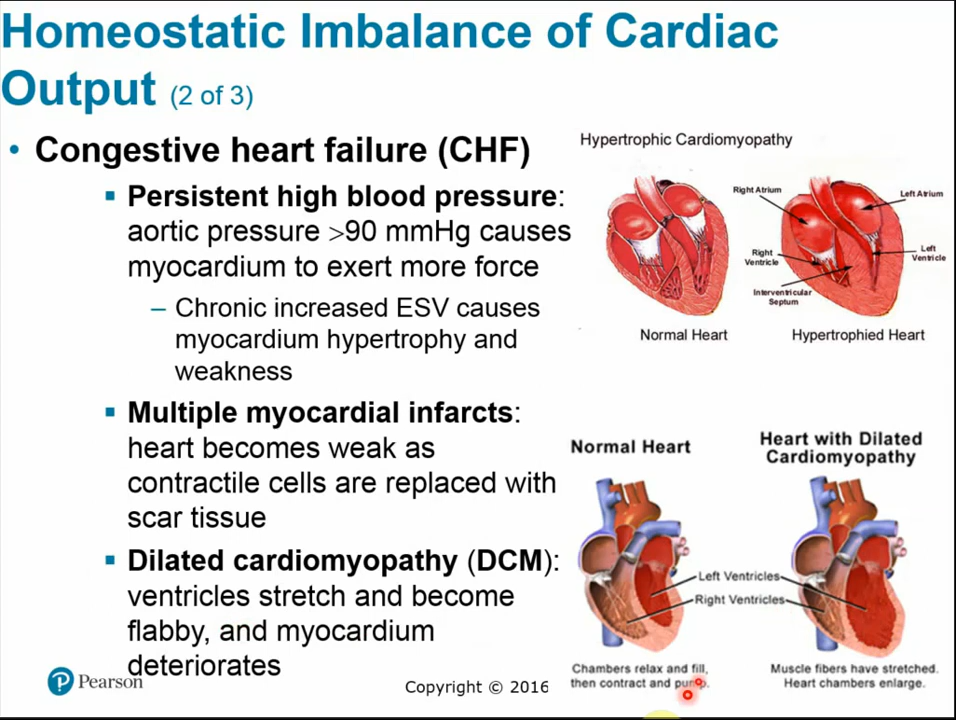 Homeostatic Imbalance of Cardiac
Output (2 of 3)
• Congestive heart failure (CHF)
▪ Persistent high blood pressure:
aortic pressure >90 mmHg causes
myocardium to exert more force
– Chronic increased ESV causes
myocardium hypertrophy and
weakness
▪ Multiple myocardial infarcts:
heart becomes weak as
contractile cells are replaced with
scar tissue
▪ Dilated cardiomyopathy (DCM):
ventricles stretch and become
flabby, and myocardium
deteriorates
Hypertrophic Cardiomyopathy
Right Atrium
Left Atrium
Right
Ventricle
Left
Ventricle
Interventricular
Septum
Normal Heart
Hypertrophied Heart
Normal Heart
Heart with Dilated
Cardiomyopathy
Left Ventricles
Right Ventricles
Chambers relax and fill,
then contract and pump.
Muscle fibers have stretched.
Heart chambers enlarge.
Pearson
Copyright © 2016